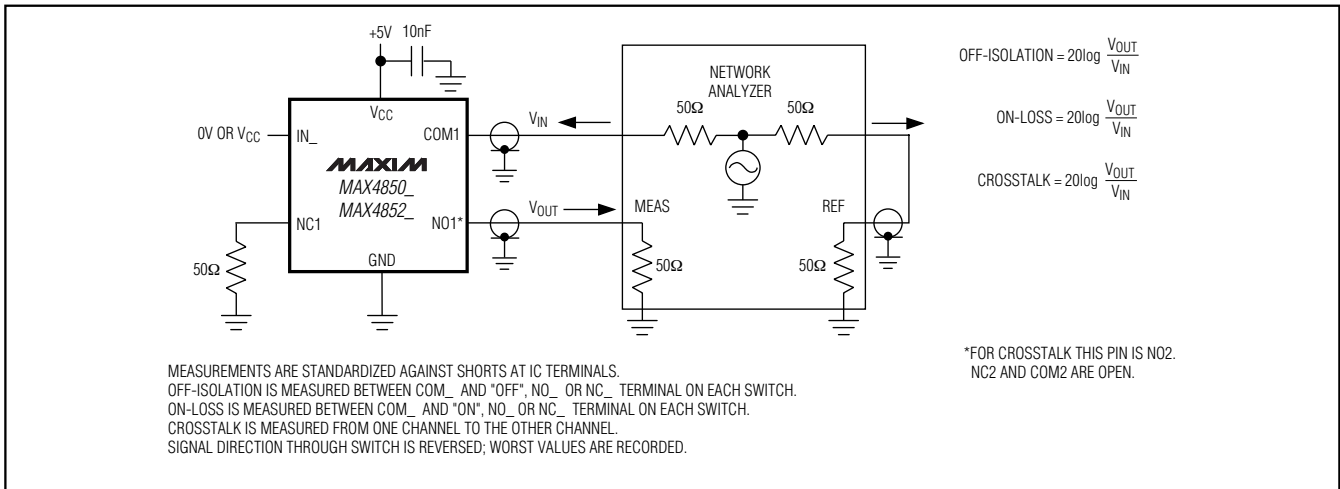 +5V 10nF
VCC
0V OR VCC
IN_
COM1
MAXIM
MAX4850_
MAX4852_
NC1
NO1*
GND
50Ω
VIN
VOUT
NETWORK
ANALYZER
50Ω 50Ω
MEAS
REF
50Ω
50Ω
OFF-ISOLATION = 20log VOUT
VIN
ON-LOSS = 20log VOUT
VIN
CROSSTALK = 20log VOUT
VIN
*FOR CROSSTALK THIS PIN IS NO2.
NC2 AND COM2 ARE OPEN.
MEASUREMENTS ARE STANDARDIZED AGAINST SHORTS AT IC TERMINALS.
OFF-ISOLATION IS MEASURED BETWEEN COM_ AND "OFF", NO_ OR NC_ TERMINAL ON EACH SWITCH.
ON-LOSS IS MEASURED BETWEEN COM_ AND "ON", NO_ OR NC_ TERMINAL ON EACH SWITCH.
CROSSTALK IS MEASURED FROM ONE CHANNEL TO THE OTHER CHANNEL.
SIGNAL DIRECTION THROUGH SWITCH IS REVERSED; WORST VALUES ARE RECORDED.